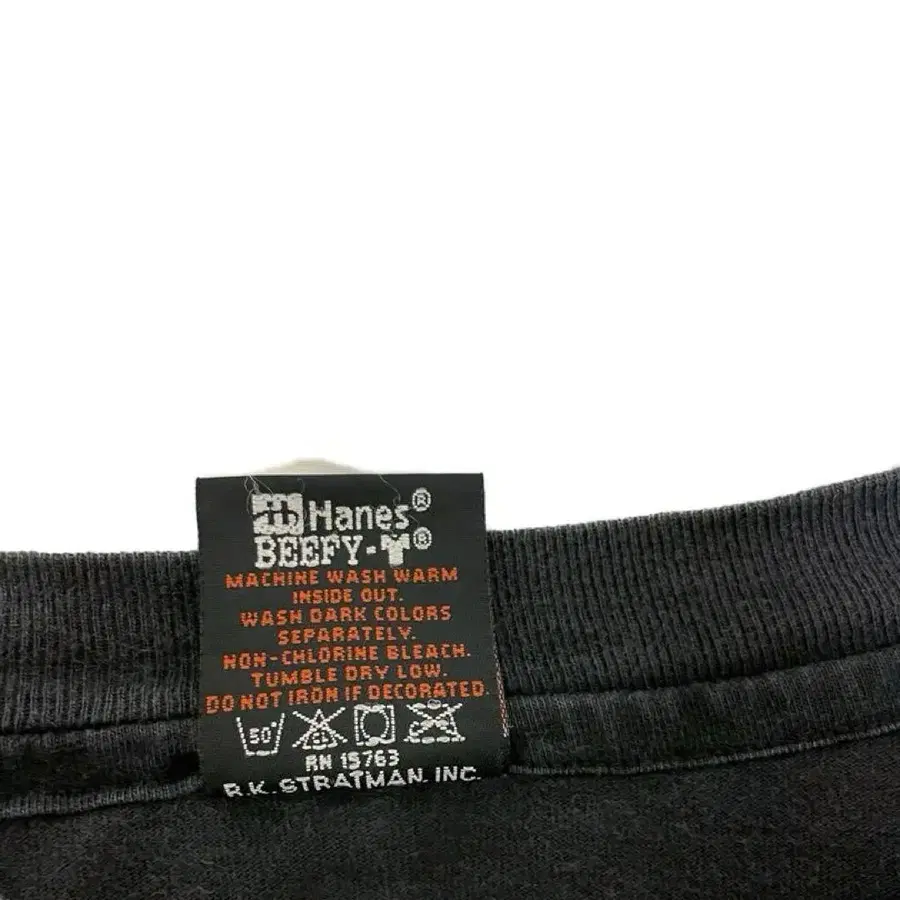 Hanes®
BEEFY-T®
MACHINE WASH WARM
INSIDE OUT.
WASH DARK COLORS
SEPARATELY.
NON-CHLORINE BLEACH.
TUMBLE DRY LOW.
DO NOT IRON IF DECORATED.
50°
RN 15763
R.K. STRATMAN, INC.